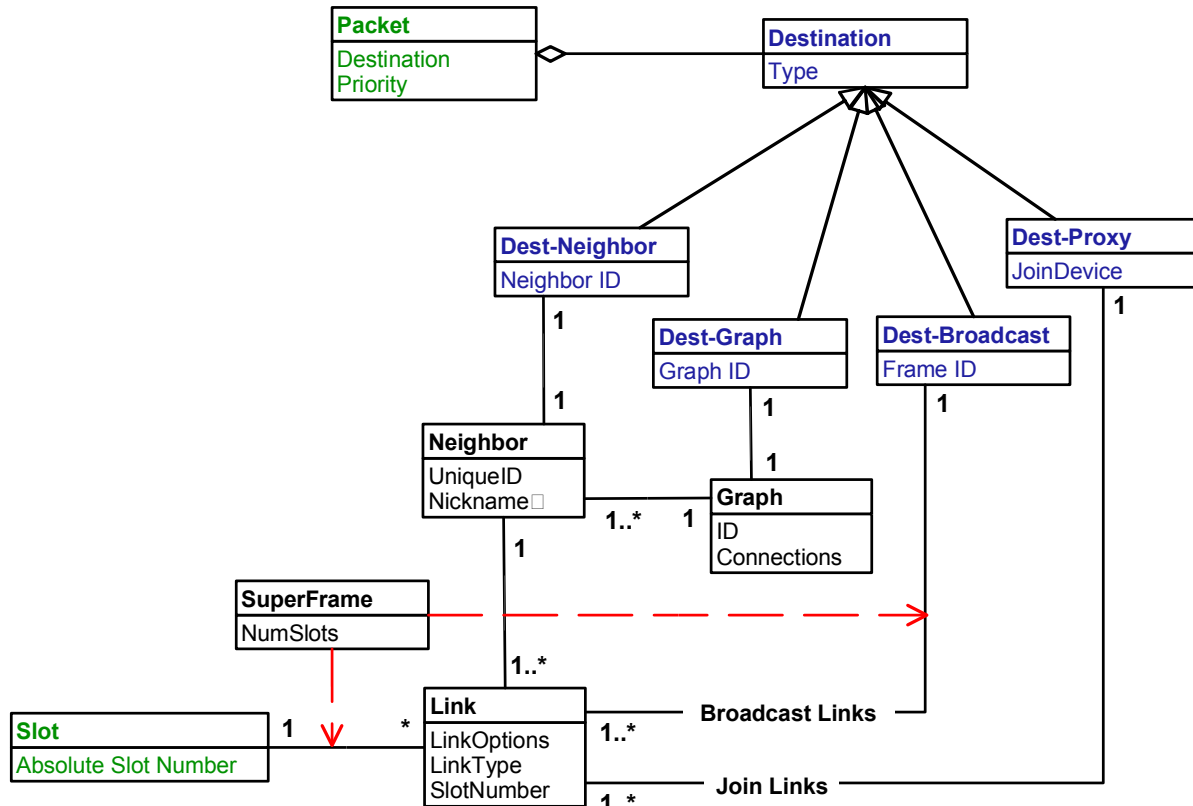 Packet
Destination
Priority
Destination
Type
Dest-Neighbor
Neighbor ID
Dest-Proxy
JoinDevice
Dest-Graph
Graph ID
Dest-Broadcast
Frame ID
1
1
1
1
1
1
Neighbor
UniqueID
Nickname□
1..*
1
Graph
ID
Connections
1
SuperFrame
NumSlots
1..*
Slot
Absolute Slot Number
1
*
Link
LinkOptions
LinkType
SlotNumber
1..*
Broadcast Links
Join Links
1..*